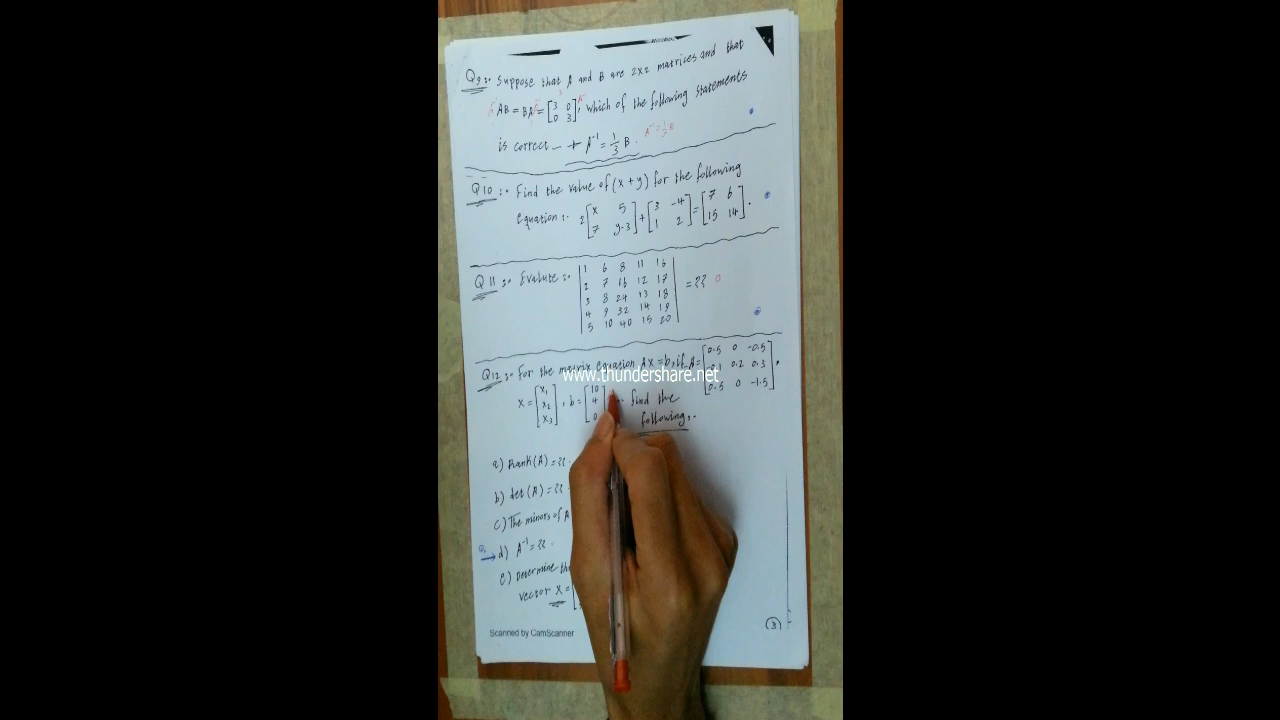 Q9:- Suppose that A and B are 2x2 matrices and that
AB = BA = [3 0 0 3], which of the following statements
is correct → A⁻¹ = 1/3 B.
A⁻¹ = 1/3 B
Q10:- Find the value of (x + y) for the following
equation:- 2[x 5 7 y-3] + [3 -4 1 2] = [7 6 15 14].
Q11:- Evalute:-
1 6 8 11 16
2 7 16 12 17
3 8 24 13 18
4 9 32 14 19
5 10 40 15 20
= ?? 0
Q12:- For the matrix equation AX = b, if A =
0.5 0 -0.5
0.2 0.3
0.5 0 -1.5
www.thundershare.net
X = [x₁ x₂ x₃], b = [10 4 0] find the
following:-
a) Rank(A) = ??.
b) det(A) = ??
c) The minors of A
d) A⁻¹ = ??.
e) Determine the
vector X =
3
Scanned by CamScanner